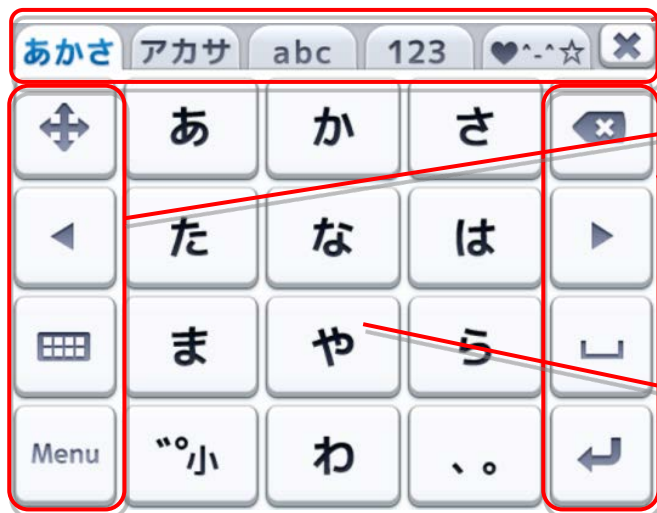 あかさ アカサ abc 123 ♥^-^☆
あ か さ
た な は
ま や ら
Menu ゛゜小 わ 、。